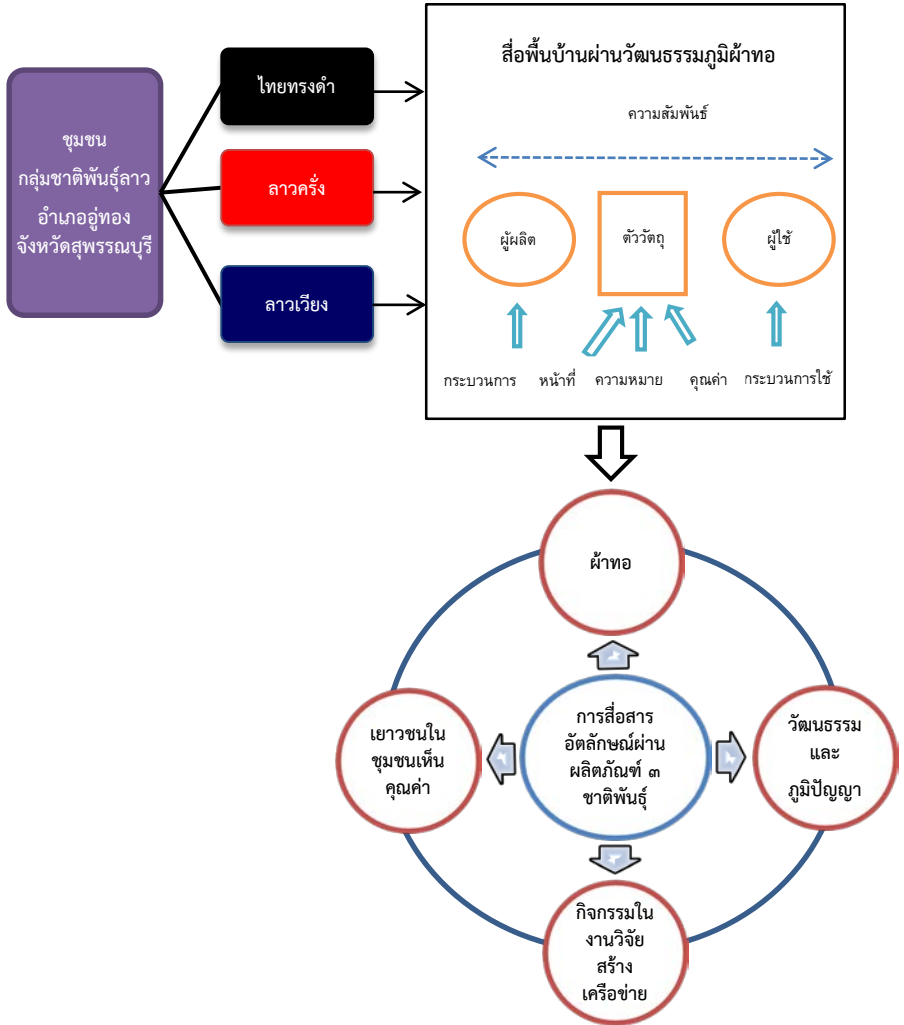 ชุมชน
กลุ่มชาติพันธุ์ลาว
อำเภออู่ทอง
จังหวัดสุพรรณบุรี
ไทยทรงดำ
ลาวครั่ง
ลาวเวียง
สื่อพื้นบ้านผ่านวัฒนธรรมภูมิผ้าทอ
ความสัมพันธ์
ผู้ผลิต
ตัววัตถุ
ผู้ใช้
กระบวนการ
หน้าที่
ความหมาย
คุณค่า
กระบวนการใช้
ผ้าทอ
เยาวชนใน
ชุมชนเห็น
คุณค่า
การสื่อสาร
อัตลักษณ์ผ่าน
ผลิตภัณฑ์ ๓
ชาติพันธุ์
วัฒนธรรม
และ
ภูมิปัญญา
กิจกรรมใน
งานวิจัย
สร้าง
เครือข่าย